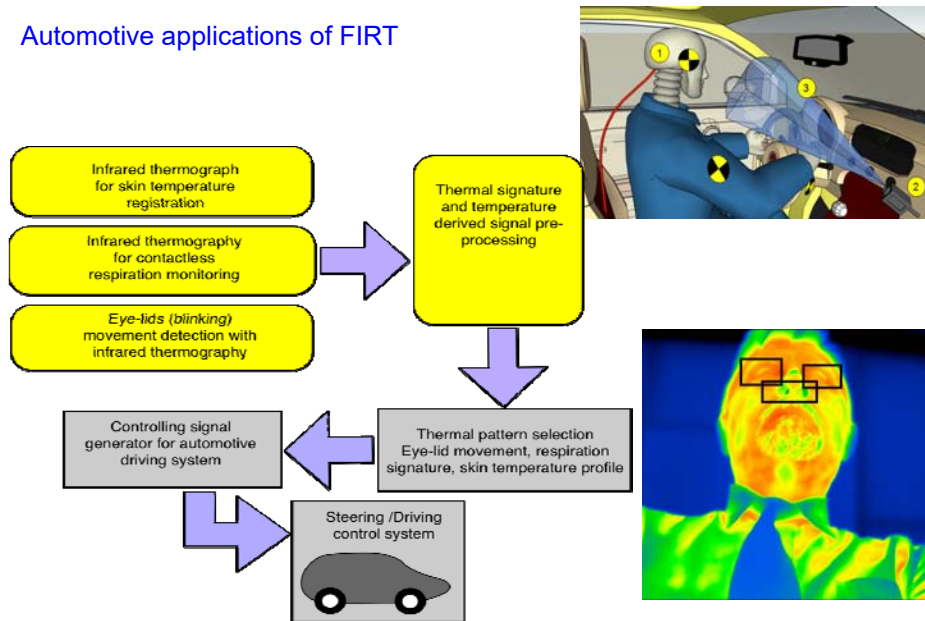 Automotive applications of FIRT
1
3
2
Infrared thermograph
for skin temperature
registration
Infrared thermography
for contactless
respiration monitoring
Eye-lids (blinking)
movement detection with
infrared thermography
Thermal signature
and temperature
derived signal pre-
processing
Thermal pattern selection
Eye-lid movement, respiration
signature, skin temperature profile
Controlling signal
generator for automotive
driving system
Steering /Driving
control system